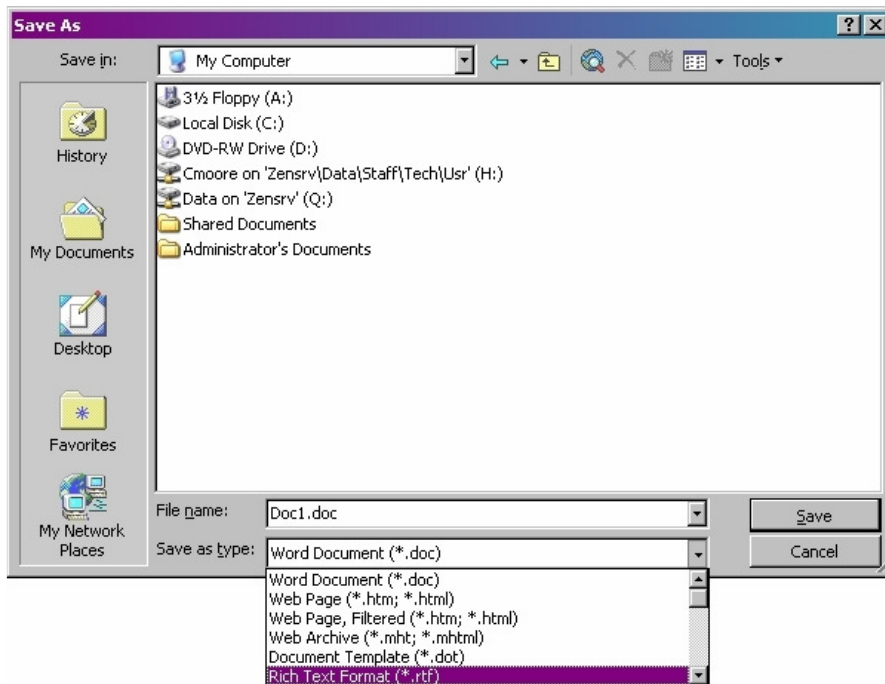 Save As
Save in:
My Computer
Tools
3½ Floppy (A:)
Local Disk (C:)
DVD-RW Drive (D:)
Cmoore on 'Zensrv\Data\Staff\Tech\Usr' (H:)
Data on 'Zensrv' (Q:)
Shared Documents
Administrator's Documents
History
My Documents
Desktop
Favorites
My Network
Places
File name:
Doc1.doc
Save
Save as type:
Word Document (*.doc)
Cancel
Word Document (*.doc)
Web Page (*.htm; *.html)
Web Page, Filtered (*.htm; *.html)
Web Archive (*.mht; *.mhtml)
Document Template (*.dot)
Rich Text Format (*.rtf)